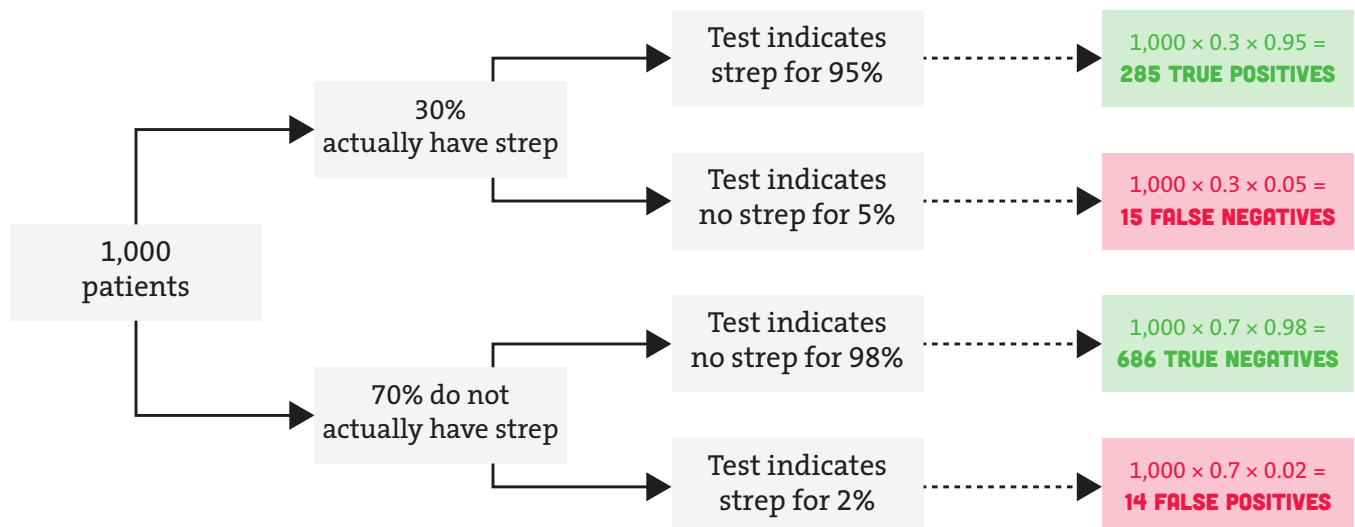 1,000
patients
30%
actually have strep
70% do not
actually have strep
Test indicates
strep for 95%
Test indicates
no strep for 5%
Test indicates
no strep for 98%
Test indicates
strep for 2%
1,000 × 0.3 × 0.95 =
285 TRUE POSITIVES
1,000 × 0.3 × 0.05 =
15 FALSE NEGATIVES
1,000 × 0.7 × 0.98 =
686 TRUE NEGATIVES
1,000 × 0.7 × 0.02 =
14 FALSE POSITIVES